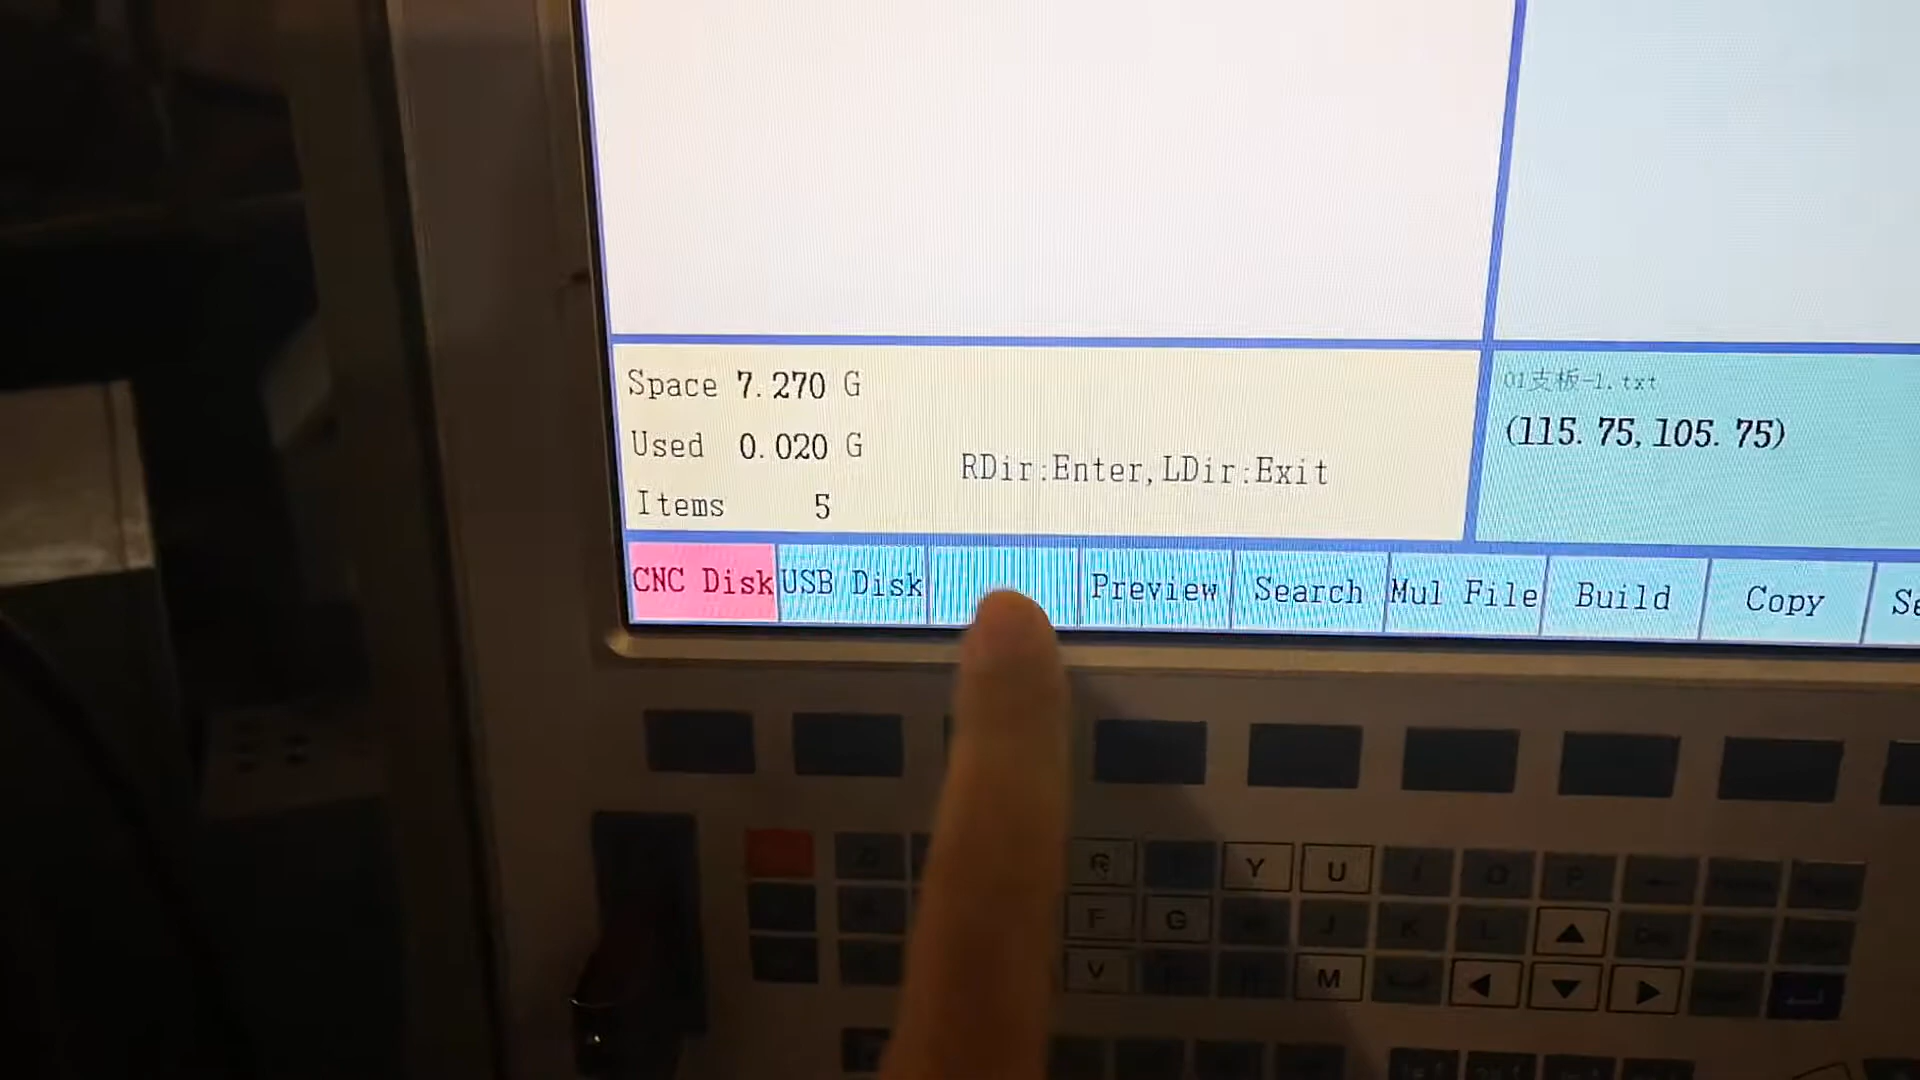 Space 7.270 G
Used 0.020 G
Items 5
RDir:Enter,LDir:Exit
01支板-1.txt
(115.75,105.75)
CNC Disk
USB Disk
Preview
Search
Mul File
Build
Copy
R
Y
U
F
G
J
K
V
M